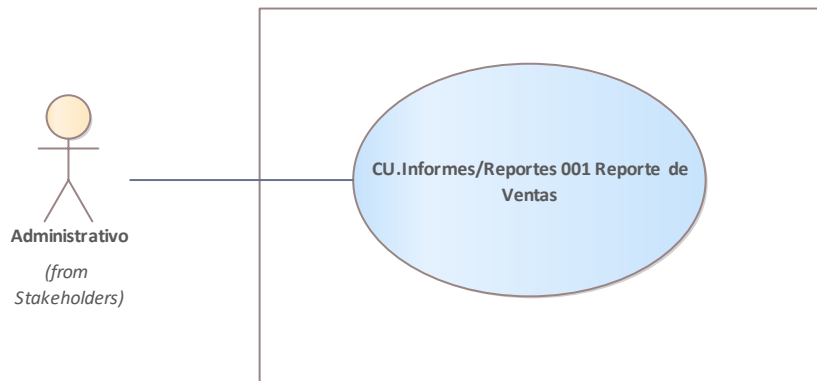 CU.Informes/Reportes 001 Reporte de
Ventas
Administrativo
(from
Stakeholders)